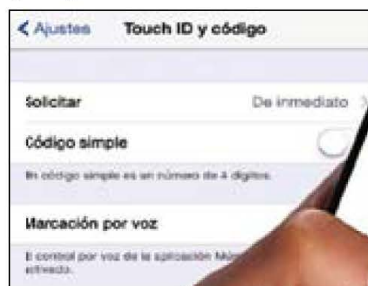 Ajustes Touch ID y código
Solicitar De inmediato
Código simple
Un código simple es un número de 4 dígitos.
Marcación por voz
El control por voz de la aplicación Mús
activado.